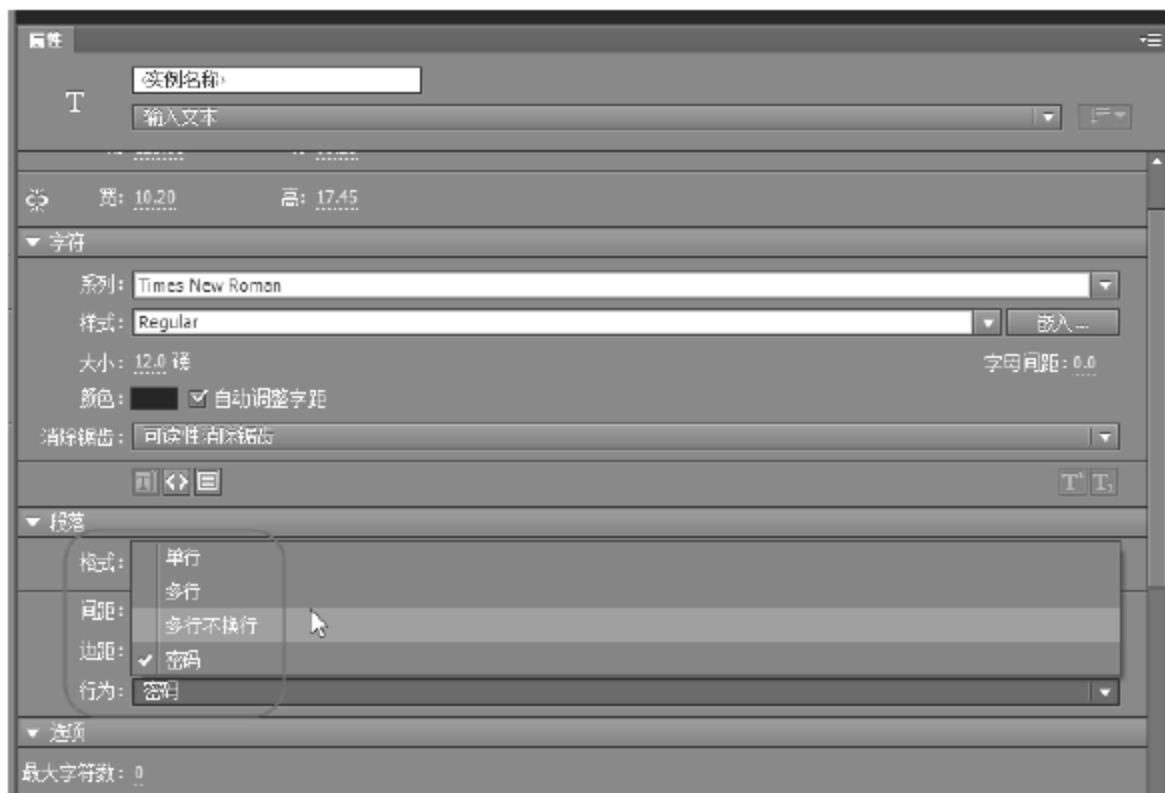 属性
<实例名称>
T
输入文本
宽: 10.20 高: 17.45
字符
系列: Times New Roman
样式: Regular 嵌入...
大小: 12.0 磅 字母间距: 0.0
颜色: 自动调整字距
消除锯齿: 可读性消除锯齿
段落
格式: 单行
多行
间距:
多行不换行
边距:
密码
行为: 密码
选项
最大字符数: 0